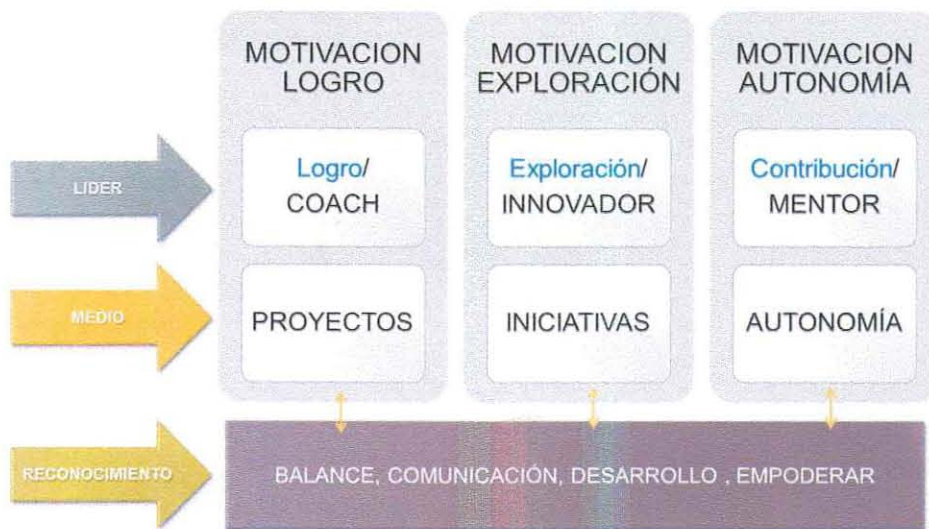 MOTIVACION
LOGRO
MOTIVACION
EXPLORACIÓN
MOTIVACION
AUTONOMÍA
LIDER
Logro/
COACH
Exploración/
INNOVADOR
Contribución/
MENTOR
MEDIO
PROYECTOS
INICIATIVAS
AUTONOMÍA
RECONOCIMIENTO
BALANCE, COMUNICACIÓN, DESARROLLO , EMPODERAR